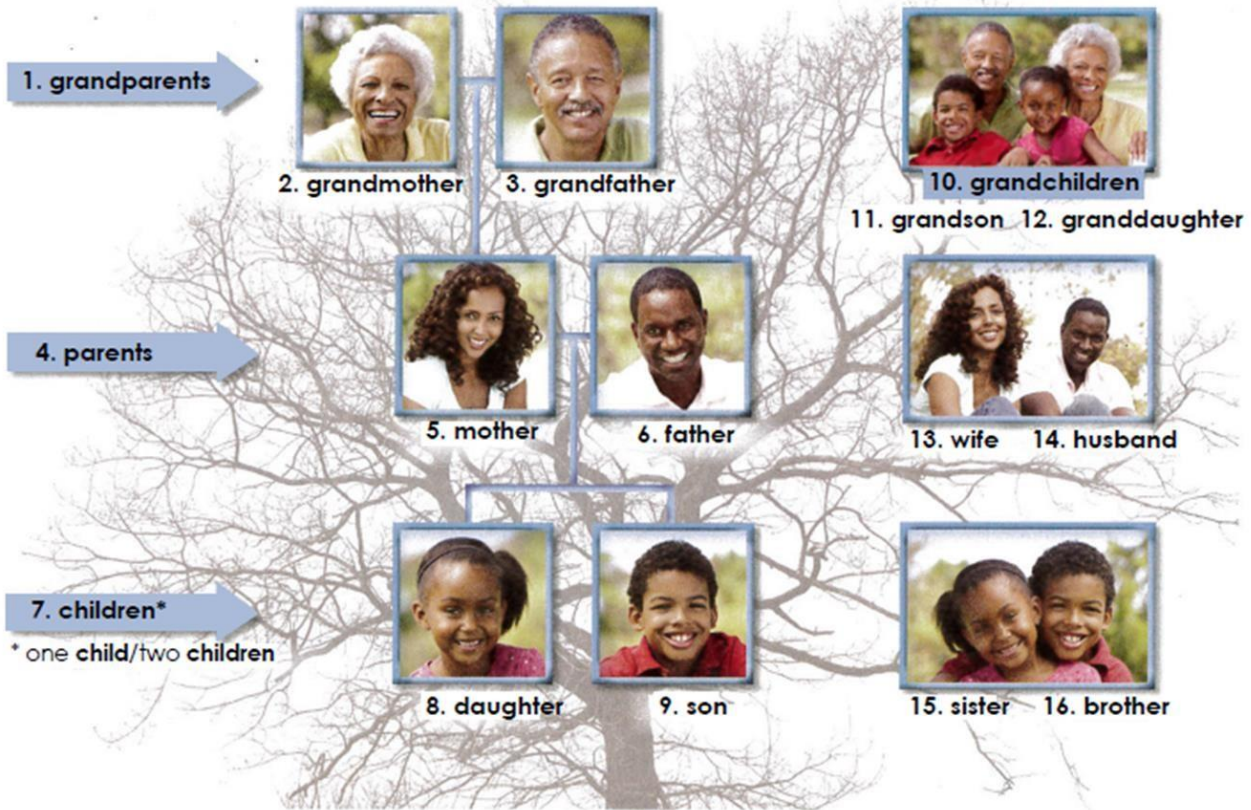 1. grandparents
2. grandmother
3. grandfather
10. grandchildren
11. grandson 12. granddaughter
4. parents
5. mother
6. father
13. wife 14. husband
7. children*
* one child/two children
8. daughter
9. son
15. sister 16. brother